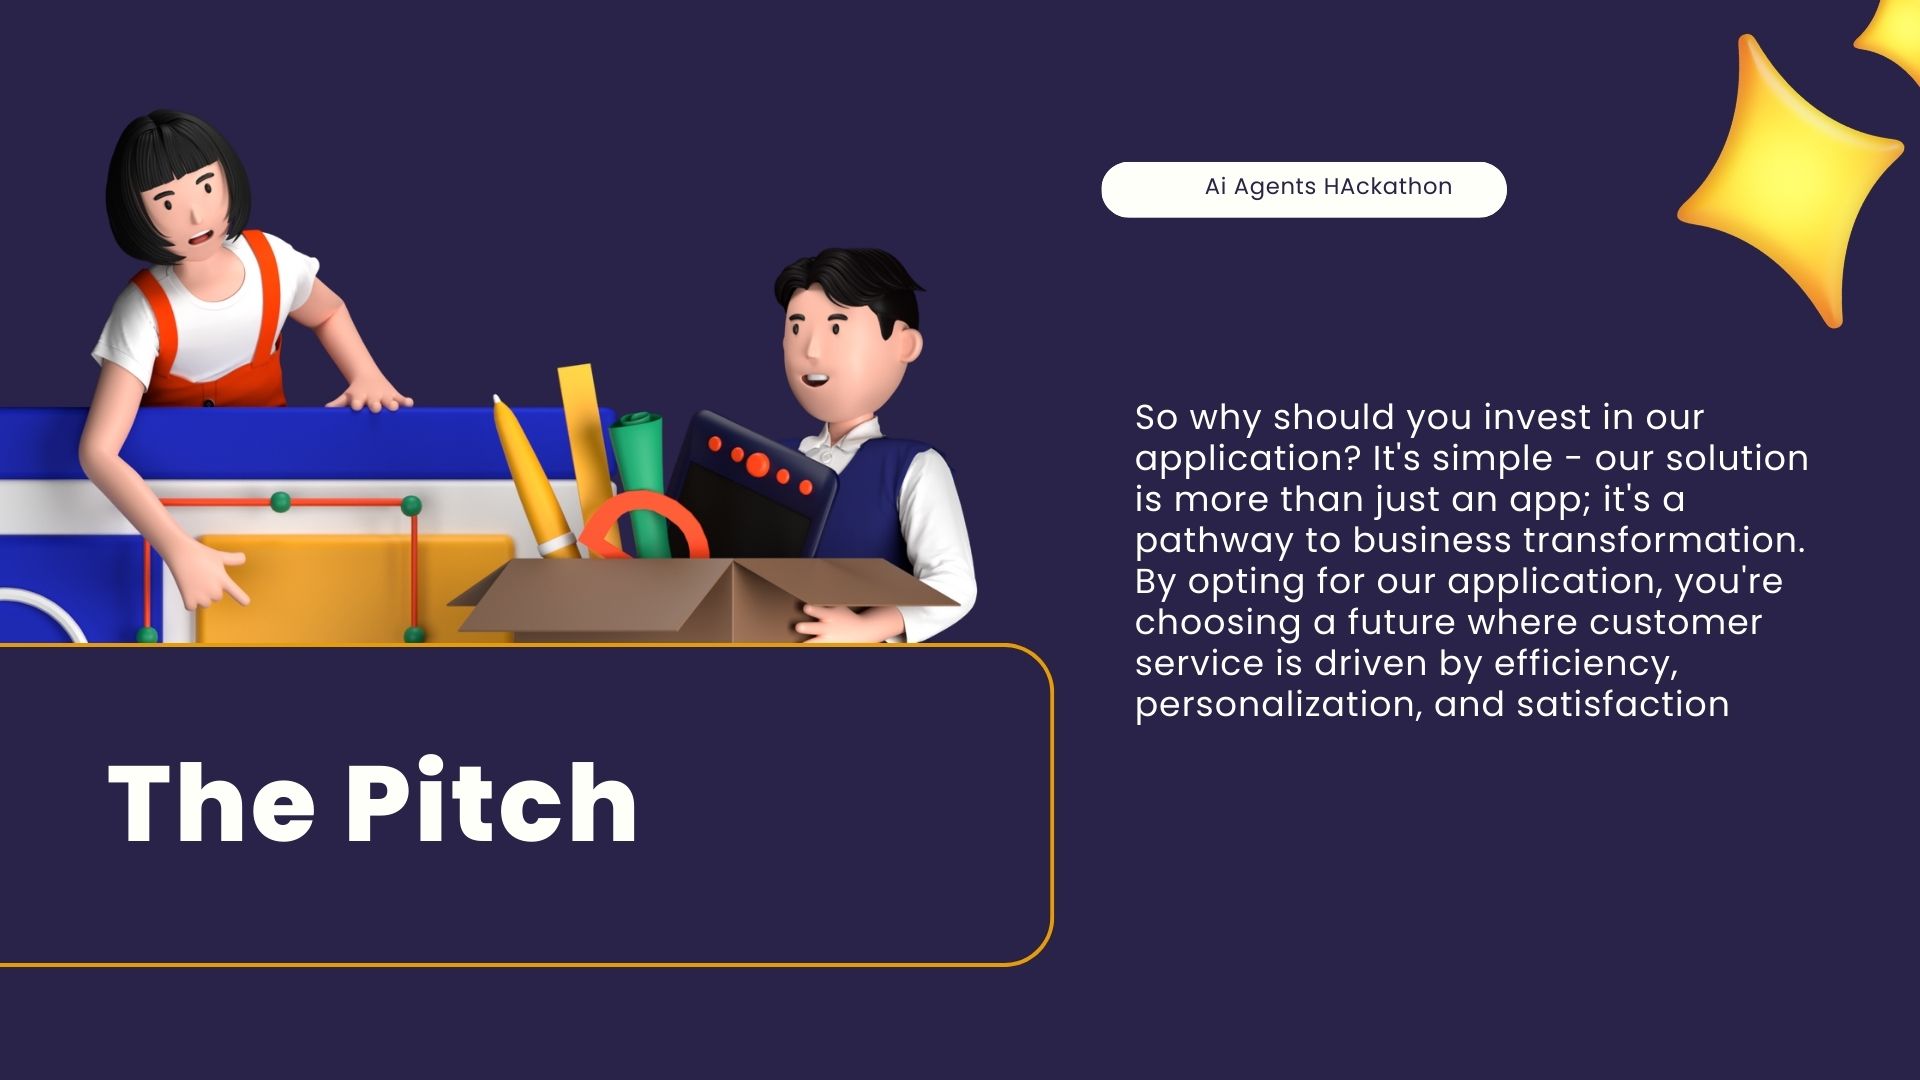 Ai Agents HAckathon
So why should you invest in our
application? It's simple - our solution
is more than just an app; it's a
pathway to business transformation.
By opting for our application, you're
choosing a future where customer
service is driven by efficiency,
personalization, and satisfaction
The Pitch